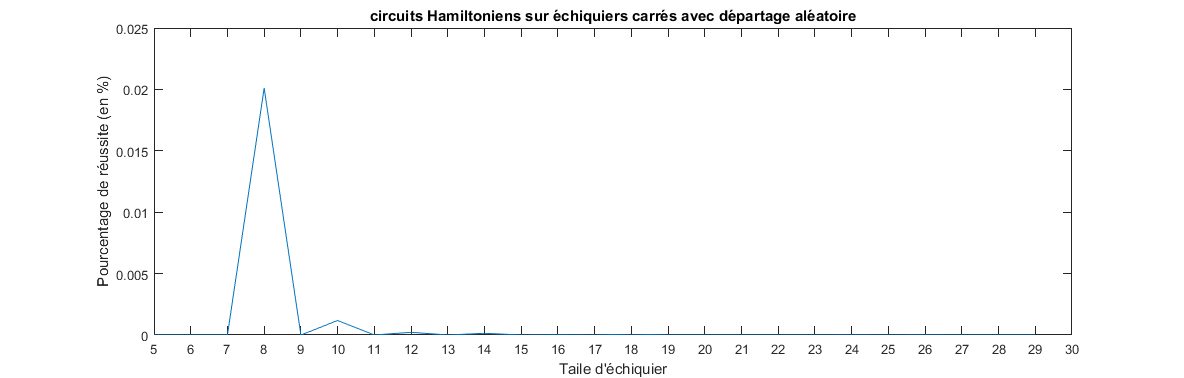 circuits Hamiltoniens sur échiquiers carrés avec départage aléatoire
0.025
0.02
0.015
0.01
0.005
0
Pourcentage de réussite (en %)
5 6 7 8 9 10 11 12 13 14 15 16 17 18 19 20 21 22 23 24 25 26 27 28 29 30
Taile d'échiquier